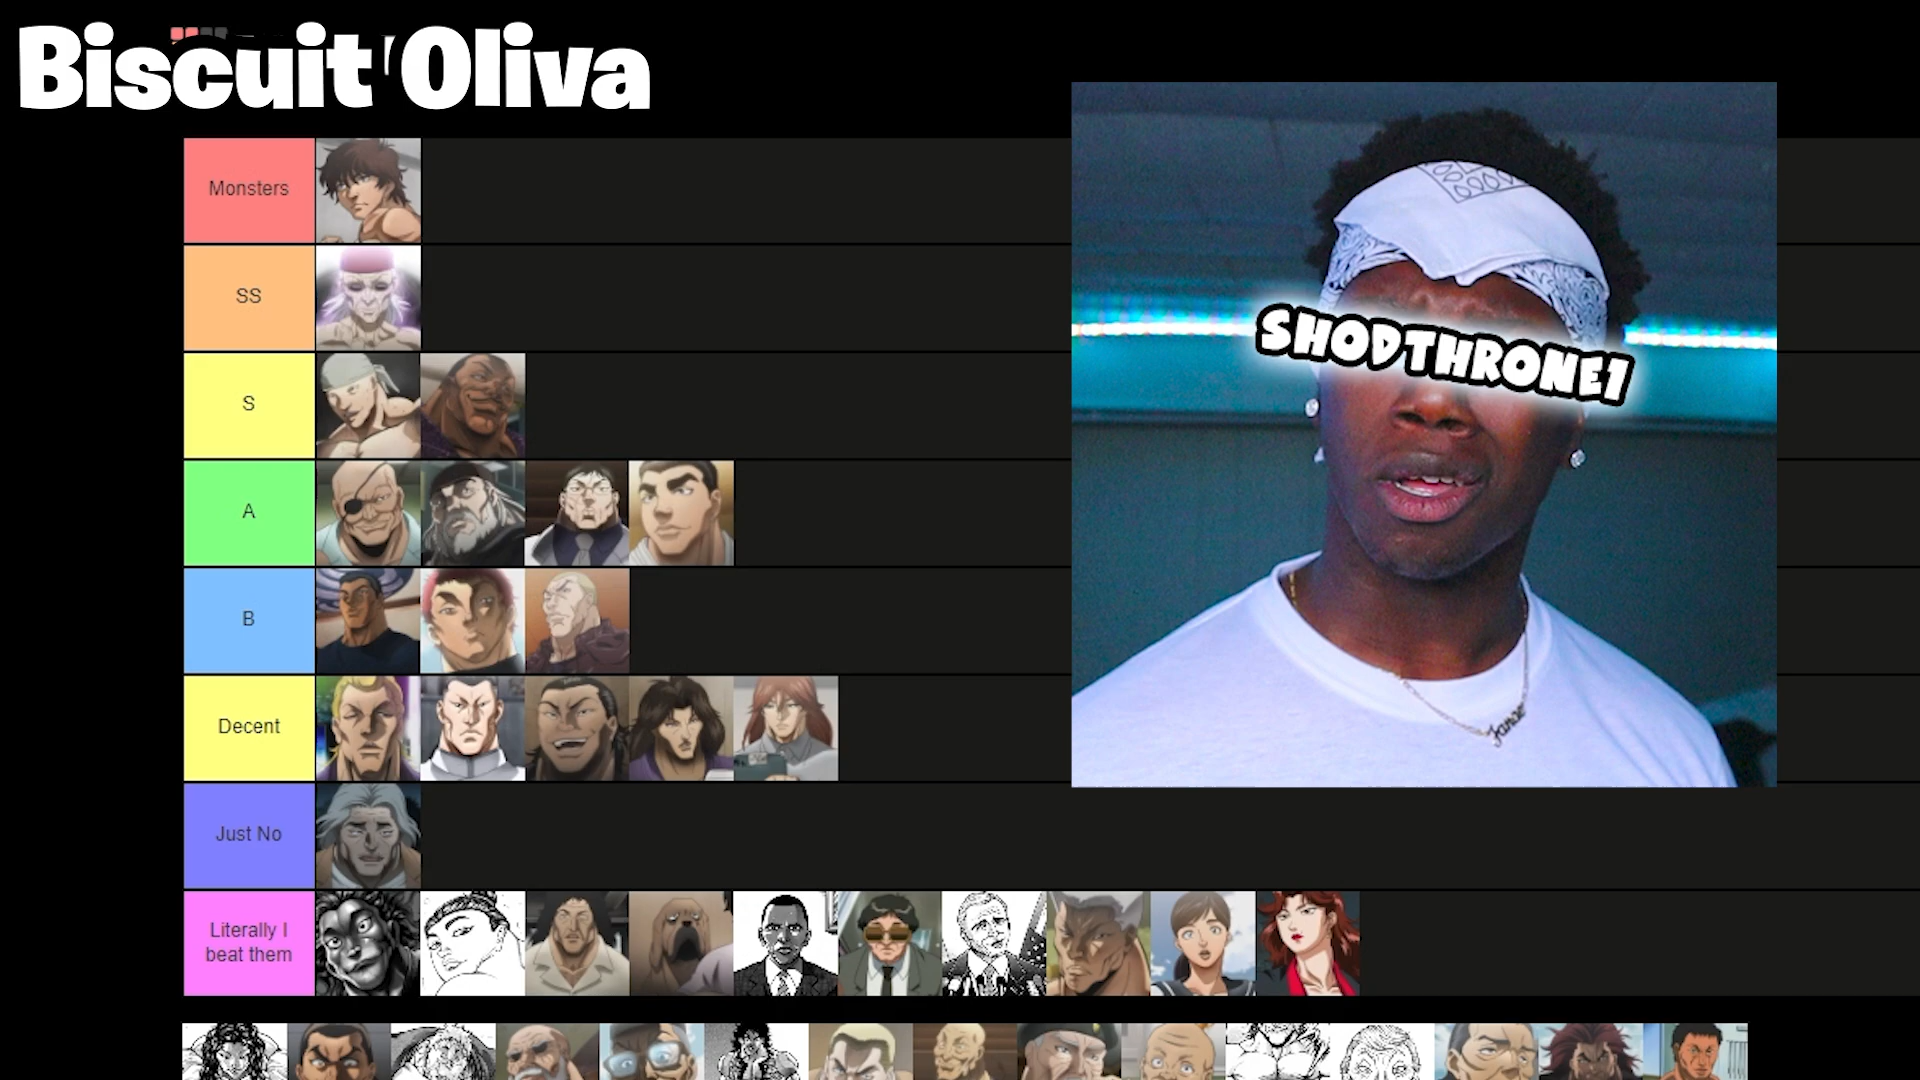 Biscuit Oliva
Monsters
SS
S
A
B
Decent
Just No
Literally I
beat them
SHODTHRONE1